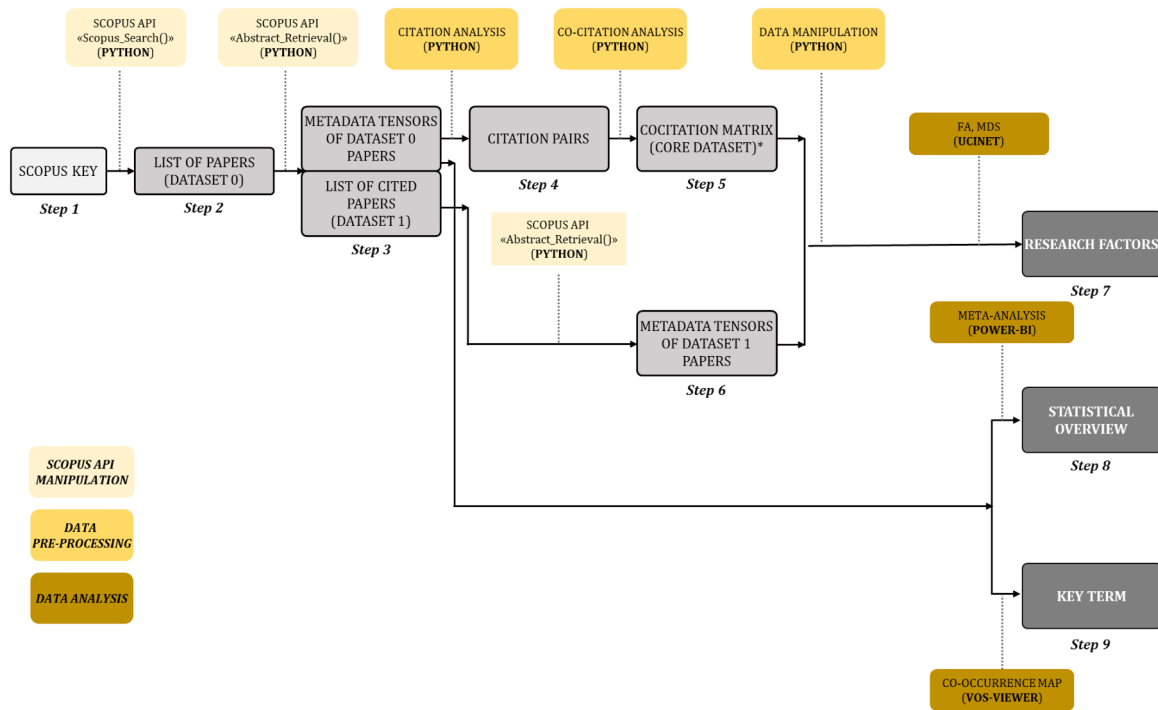 SCOPUS API
«Scopus_Search()»
(PYTHON)
SCOPUS API
«Abstract_Retrieval()»
(PYTHON)
CITATION ANALYSIS
(PYTHON)
CO-CITATION ANALYSIS
(PYTHON)
DATA MANIPULATION
(PYTHON)
FA, MDS
(UCINET)
SCOPUS KEY
Step 1
LIST OF PAPERS
(DATASET 0)
Step 2
METADATA TENSORS
OF DATASET 0
PAPERS
LIST OF CITED
PAPERS
(DATASET 1)
Step 3
CITATION PAIRS
Step 4
COCITATION MATRIX
(CORE DATASET)*
Step 5
SCOPUS API
«Abstract_Retrieval()»
(PYTHON)
METADATA TENSORS
OF DATASET 1
PAPERS
Step 6
RESEARCH FACTORS
Step 7
META-ANALYSIS
(POWER-BI)
STATISTICAL
OVERVIEW
Step 8
KEY TERM
Step 9
CO-OCCURRENCE MAP
(VOS-VIEWER)
SCOPUS API
MANIPULATION
DATA
PRE-PROCESSING
DATA ANALYSIS